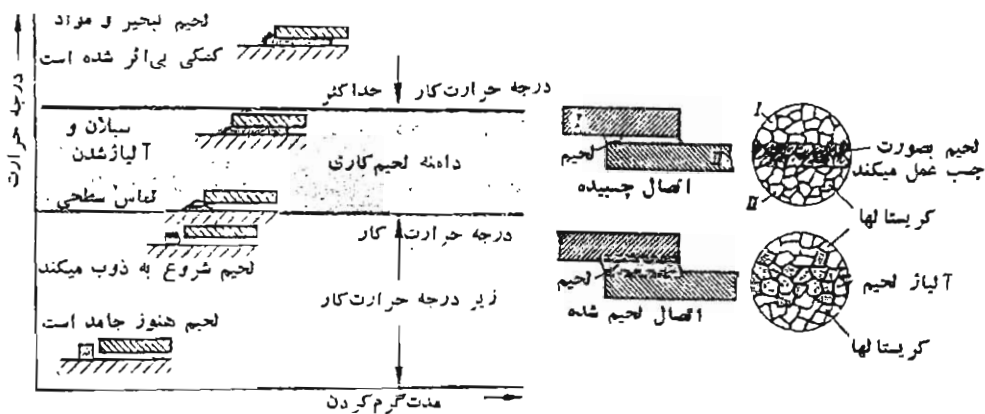 درجه حرارت
لحیم تبخیر و مواد
کمکی بی‌اثر شده است
درجه حرارت کار حداکثر
سیلان و
آلیاژ شدن
دامنه لحیم‌کاری
تماس سطحی
درجه حرارت کار
لحیم شروع به ذوب میکند
زیر درجه حرارت کار
لحیم هنوز جامد است
مدت گرم کردن
I
لحیم
II
اتصال چسبیده
I
لحیم بصورت
چسب عمل میکند
II
کریستالها
لحیم
اتصال لحیم شده
آلیاژ لحیم
کریستالها